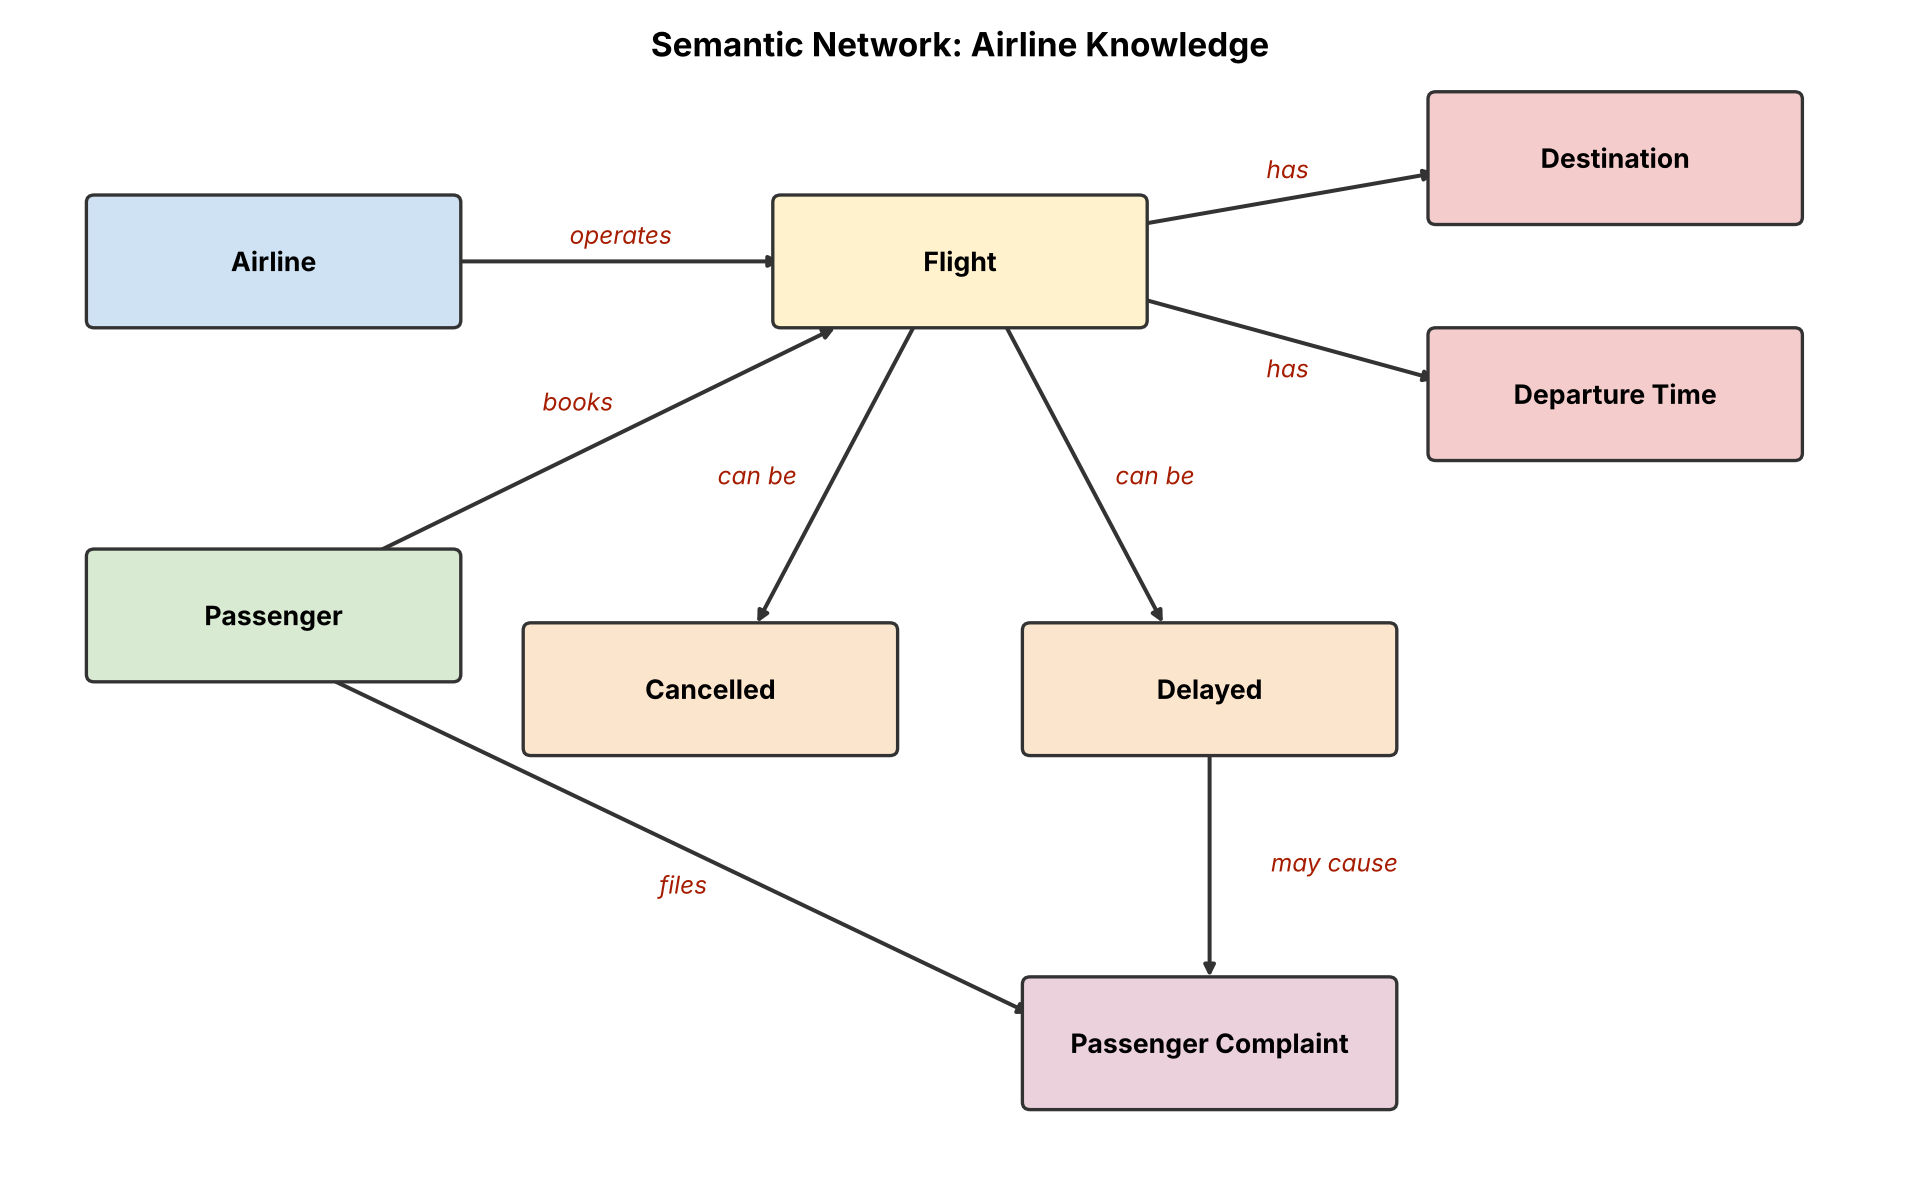 Semantic Network: Airline Knowledge
Destination
has
Airline
operates
Flight
has
Departure Time
books
can be
can be
Passenger
Cancelled
Delayed
may cause
files
Passenger Complaint